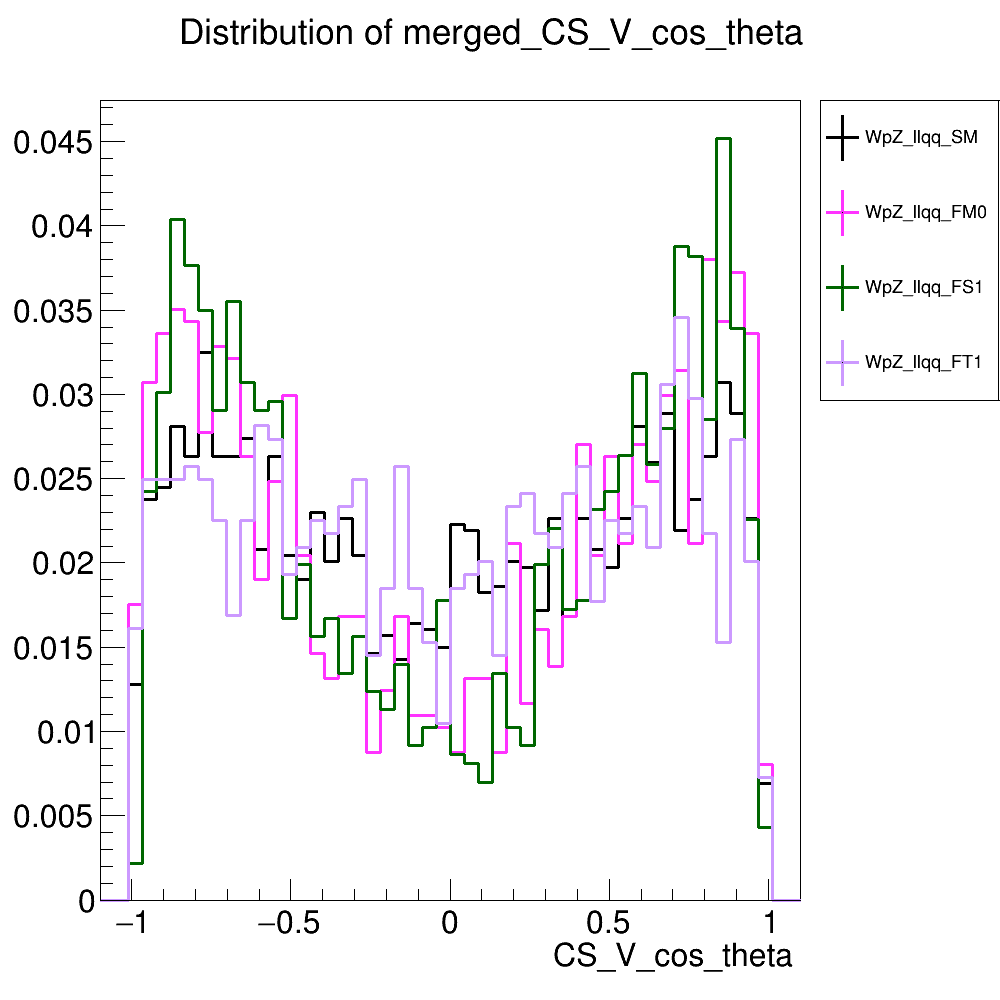 Distribution of merged_CS_V_cos_theta
WpZ_llqq_SM
WpZ_llqq_FM0
WpZ_llqq_FS1
WpZ_llqq_FT1
0.045
0.04
0.035
0.03
0.025
0.02
0.015
0.01
0.005
0
−1 −0.5 0 0.5 1
CS_V_cos_theta